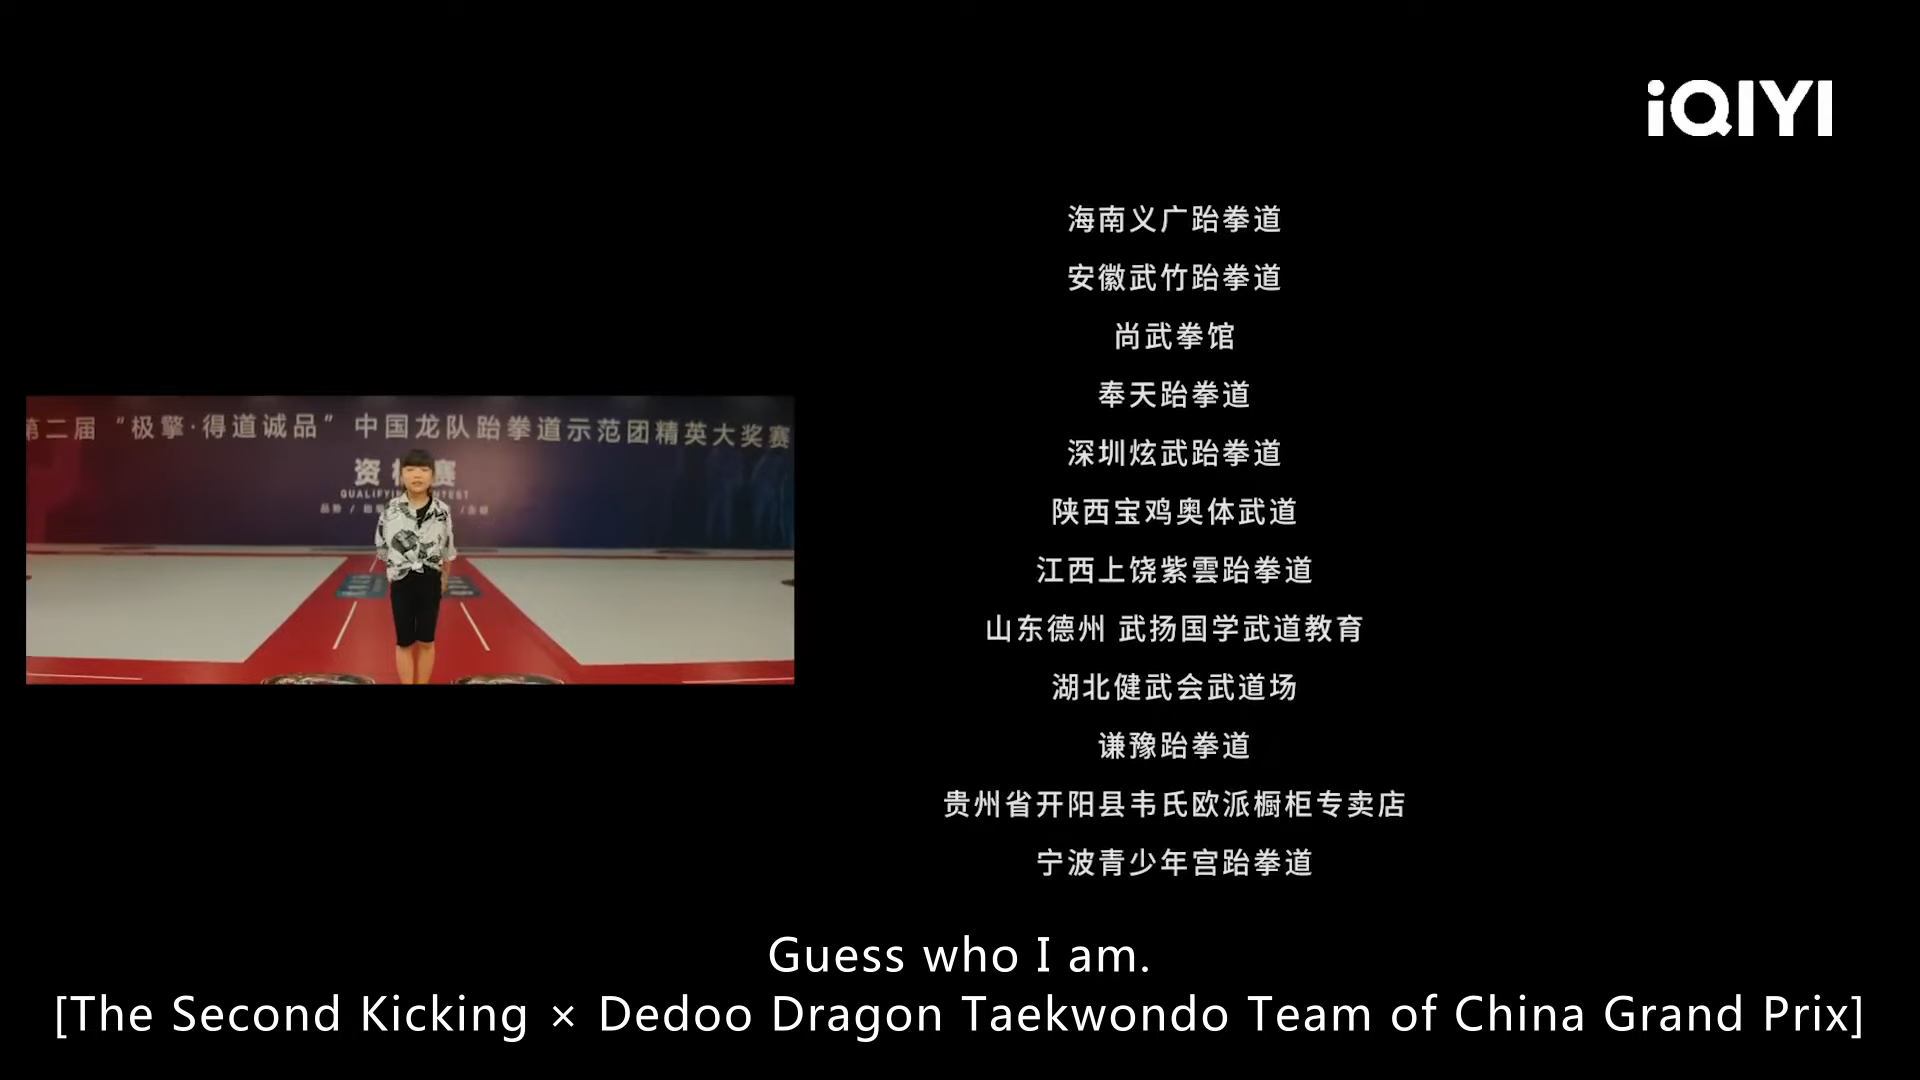 iQIYI
海南义广跆拳道
安徽武竹跆拳道
尚武拳馆
奉天跆拳道
深圳炫武跆拳道
陕西宝鸡奥体武道
江西上饶紫雲跆拳道
山东德州 武扬国学武道教育
湖北健武会武道场
谦豫跆拳道
贵州省开阳县韦氏欧派橱柜专卖店
宁波青少年宫跆拳道
第二届“极擎·得道诚品”中国龙队跆拳道示范团精英大奖赛
资 赛
Guess who I am.
[The Second Kicking × Dedoo Dragon Taekwondo Team of China Grand Prix]